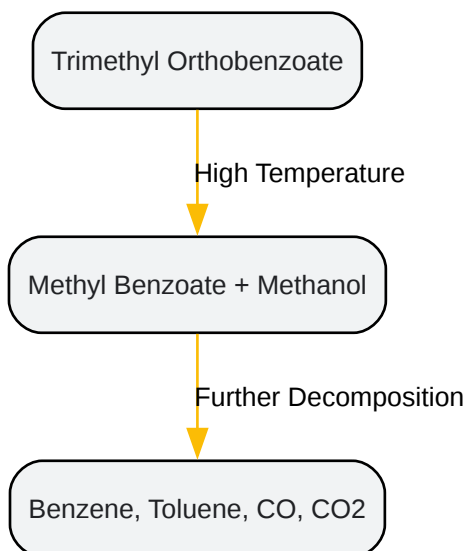 Trimethyl Orthobenzoate
High Temperature
Methyl Benzoate + Methanol
Further Decomposition
Benzene, Toluene, CO, CO2